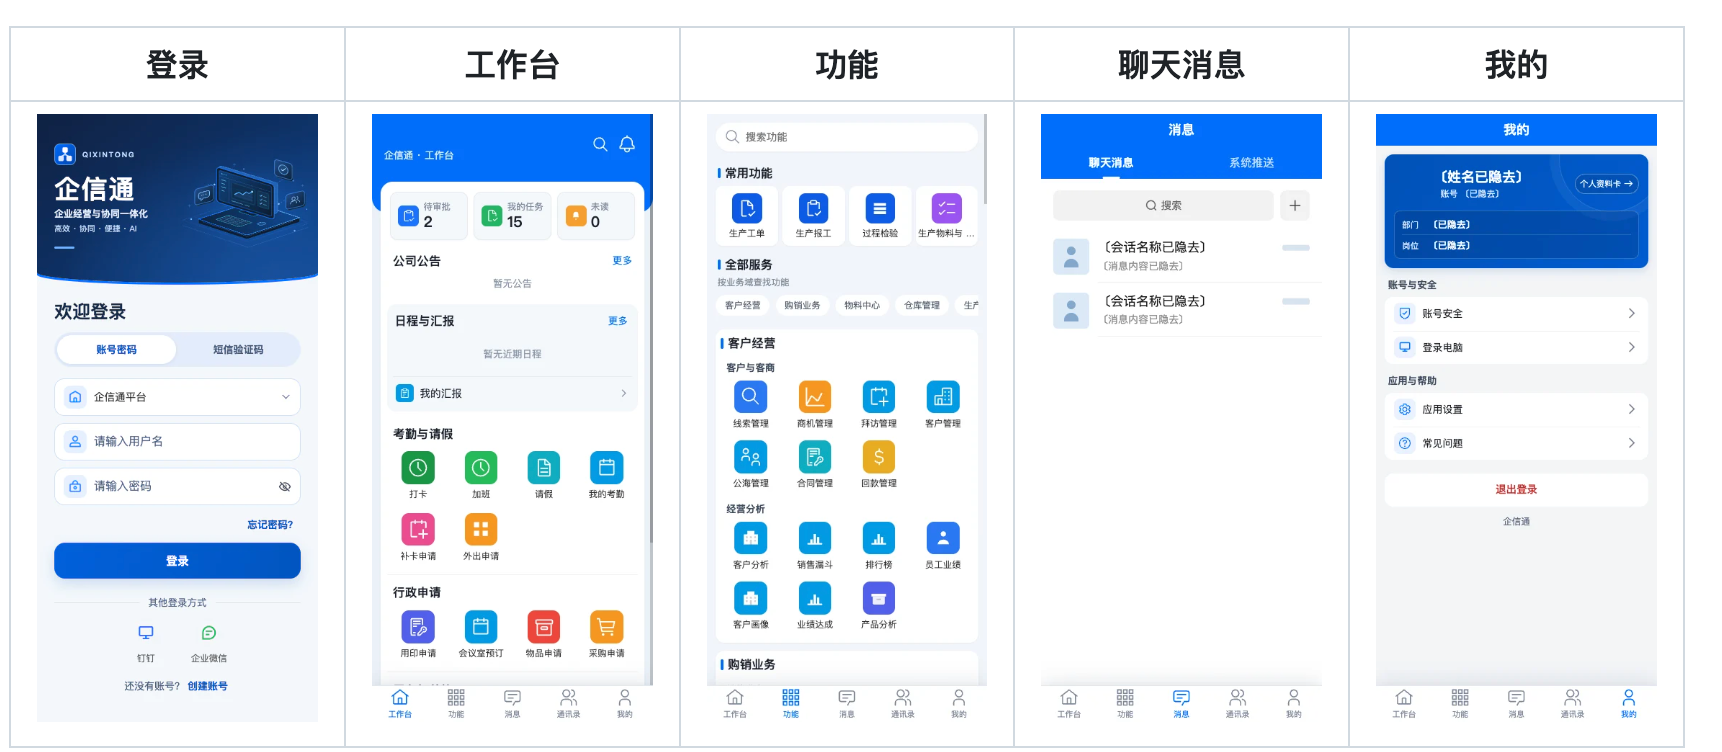 登录
工作台
功能
聊天消息
我的
QIXINTONG
企信通
企业经营与协同一体化
高效 · 协同 · 便捷 · AI
欢迎登录
账号密码
短信验证码
企信通平台
请输入用户名
请输入密码
忘记密码?
登录
其他登录方式
钉钉
企业微信
还没有账号? 创建账号
企信通 · 工作台
待审批
2
我的任务
15
未读
0
公司公告
更多
暂无公告
日程与汇报
更多
暂无近期日程
我的汇报
考勤与请假
打卡
加班
请假
我的考勤
补卡申请
外出申请
行政申请
用印申请
会议室预订
物品申请
采购申请
工作台
功能
消息
通讯录
我的
搜索功能
常用功能
生产工单
生产报工
过程检验
生产物料与 ...
全部服务
按业务域查找功能
客户经营
购销业务
物料中心
仓库管理
生产
客户经营
客户与客商
线索管理
商机管理
拜访管理
客户管理
公海管理
合同管理
回款管理
经营分析
客户分析
销售漏斗
排行榜
员工业绩
客户画像
业绩达成
产品分析
购销业务
工作台
功能
消息
通讯录
我的
消息
聊天消息
系统推送
搜索
〔会话名称已隐去〕
〔消息内容已隐去〕
〔会话名称已隐去〕
〔消息内容已隐去〕
工作台
功能
消息
通讯录
我的
我的
〔姓名已隐去〕
账号 〔已隐去〕
个人资料卡 →
部门 〔已隐去〕
岗位 〔已隐去〕
账号与安全
账号安全
登录电脑
应用与帮助
应用设置
常见问题
退出登录
企信通
工作台
功能
消息
通讯录
我的